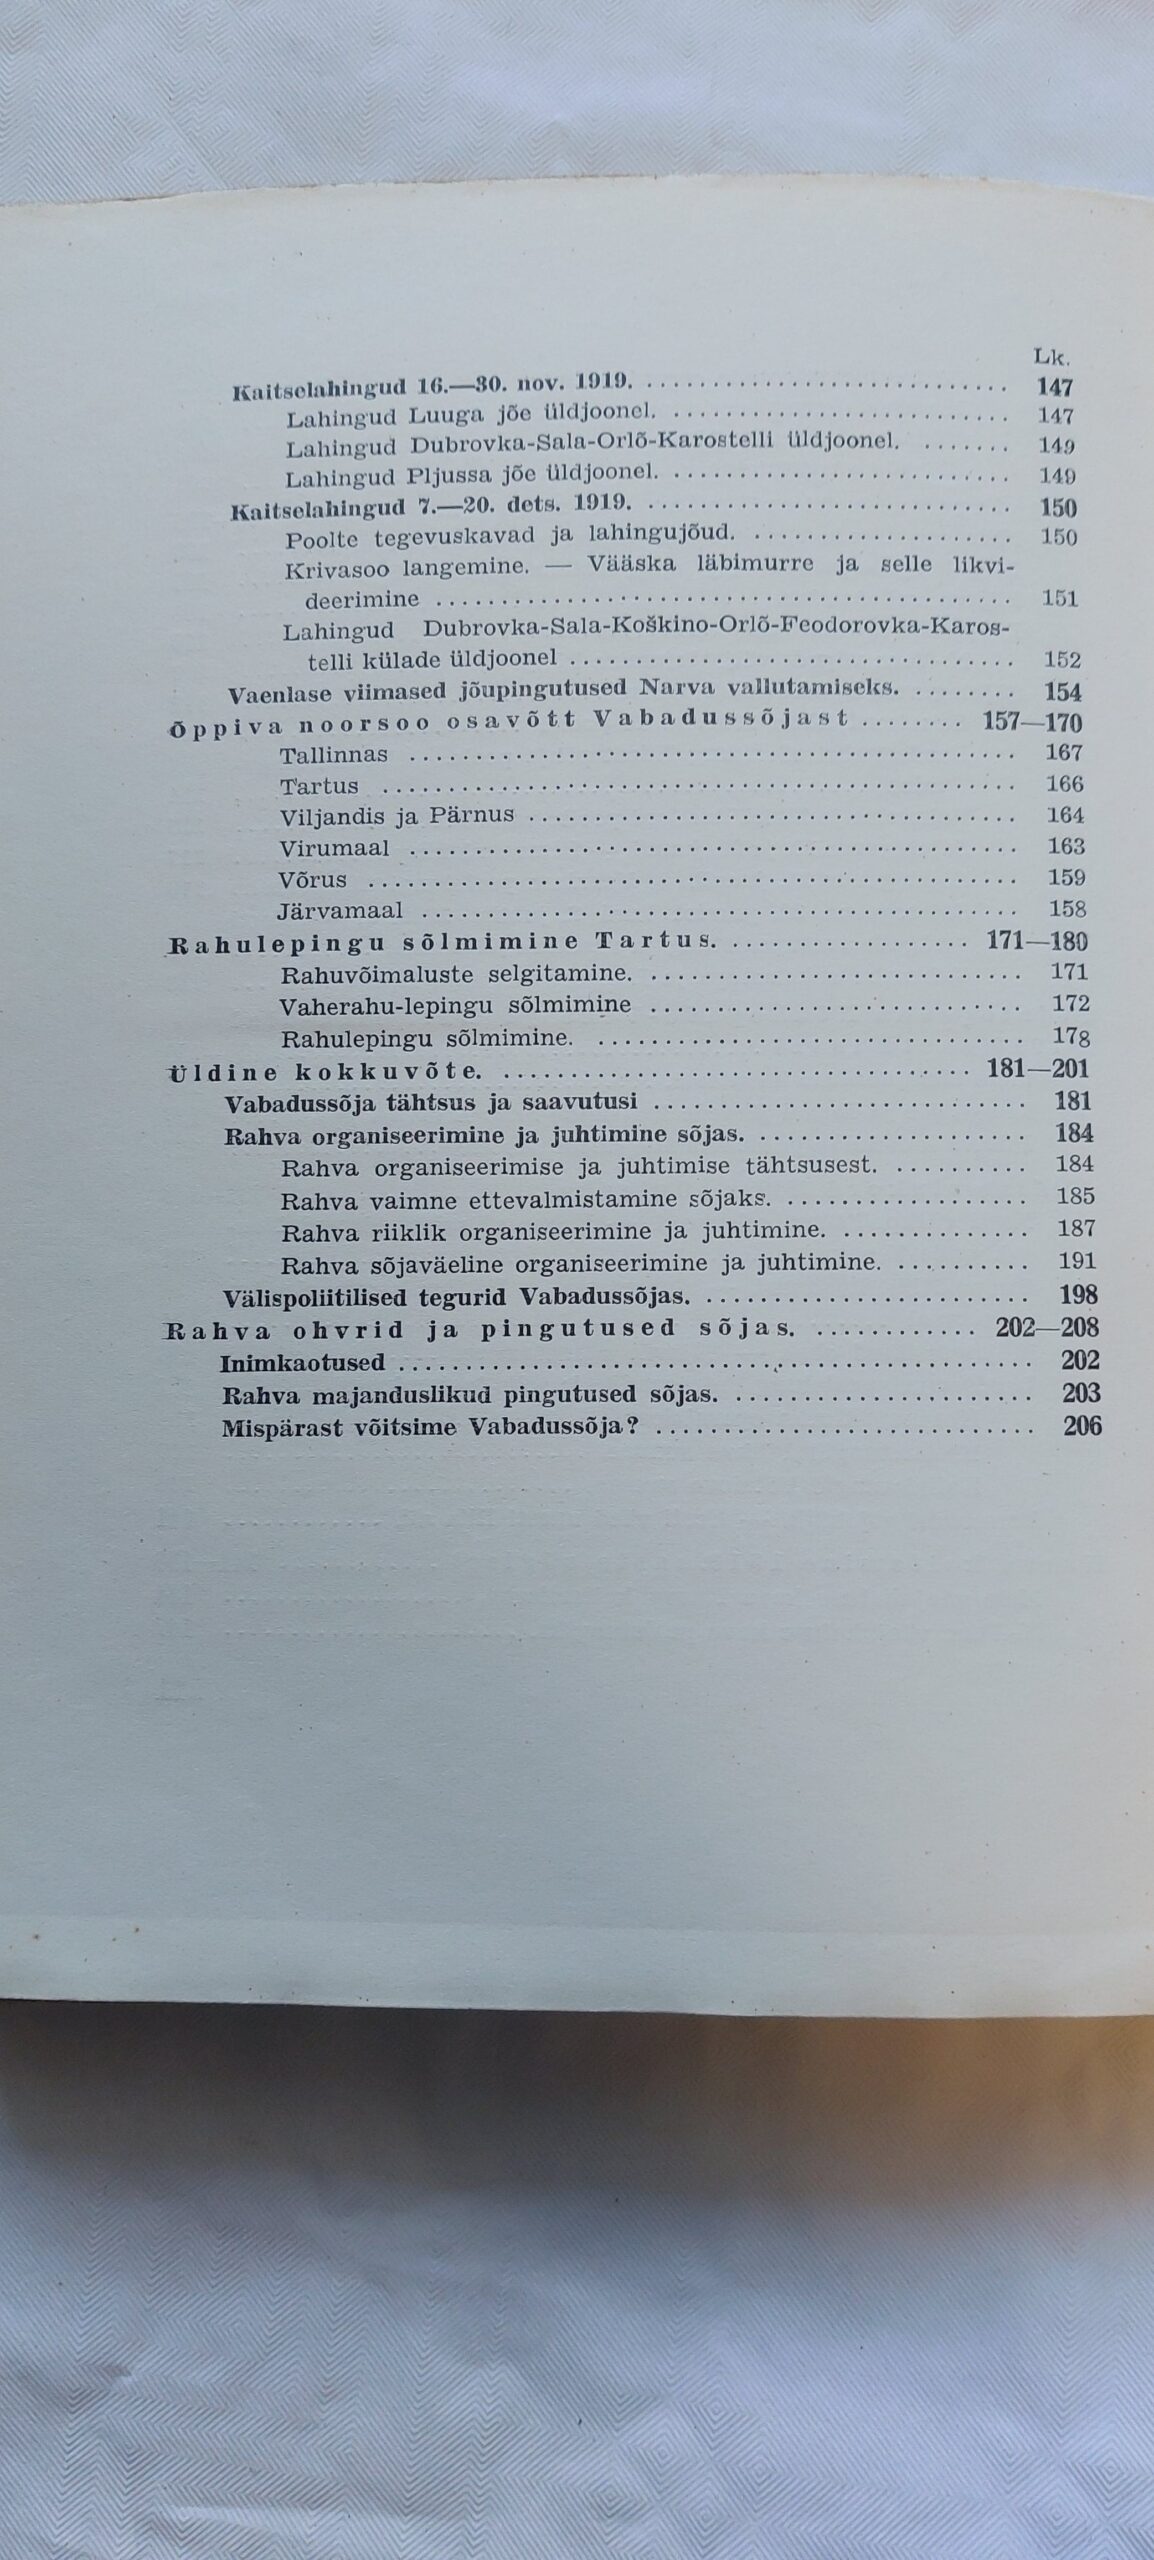 Lk.
Kaitselahingud 16.—30. nov. 1919. 147
Lahingud Luuga jõe üldjoonel. 147
Lahingud Dubrovka-Sala-Orlõ-Karostelli üldjoonel. 149
Lahingud Pljussa jõe üldjoonel. 149
Kaitselahingud 7.—20. dets. 1919. 150
Poolte tegevuskavad ja lahingujõud. 150
Krivasoo langemine. — Vääska läbimurre ja selle likvi-
deerimine 151
Lahingud Dubrovka-Sala-Koškino-Orlõ-Feodorovka-Karos-
telli külade üldjoonel 152
Vaenlase viimased jõupingutused Narva vallutamiseks. 154
Õppiva noorsoo osavõtt Vabadussõjast 157—170
Tallinnas 167
Tartus 166
Viljandis ja Pärnus 164
Virumaal 163
Võrus 159
Järvamaal 158
Rahulepingu sõlmimine Tartus. 171—180
Rahuvõimaluste selgitamine. 171
Vaherahu-lepingu sõlmimine 172
Rahulepingu sõlmimine. 178
Üldine kokkuvõte. 181—201
Vabadussõja tähtsus ja saavutusi 181
Rahva organiseerimine ja juhtimine sõjas. 184
Rahva organiseerimise ja juhtimise tähtsusest. 184
Rahva vaimne ettevalmistamine sõjaks. 185
Rahva riiklik organiseerimine ja juhtimine. 187
Rahva sõjaväeline organiseerimine ja juhtimine. 191
Välispoliitilised tegurid Vabadussõjas. 198
Rahva ohvrid ja pingutused sõjas. 202—208
Inimkaotused 202
Rahva majanduslikud pingutused sõjas. 203
Mispärast võitsime Vabadussõja? 206